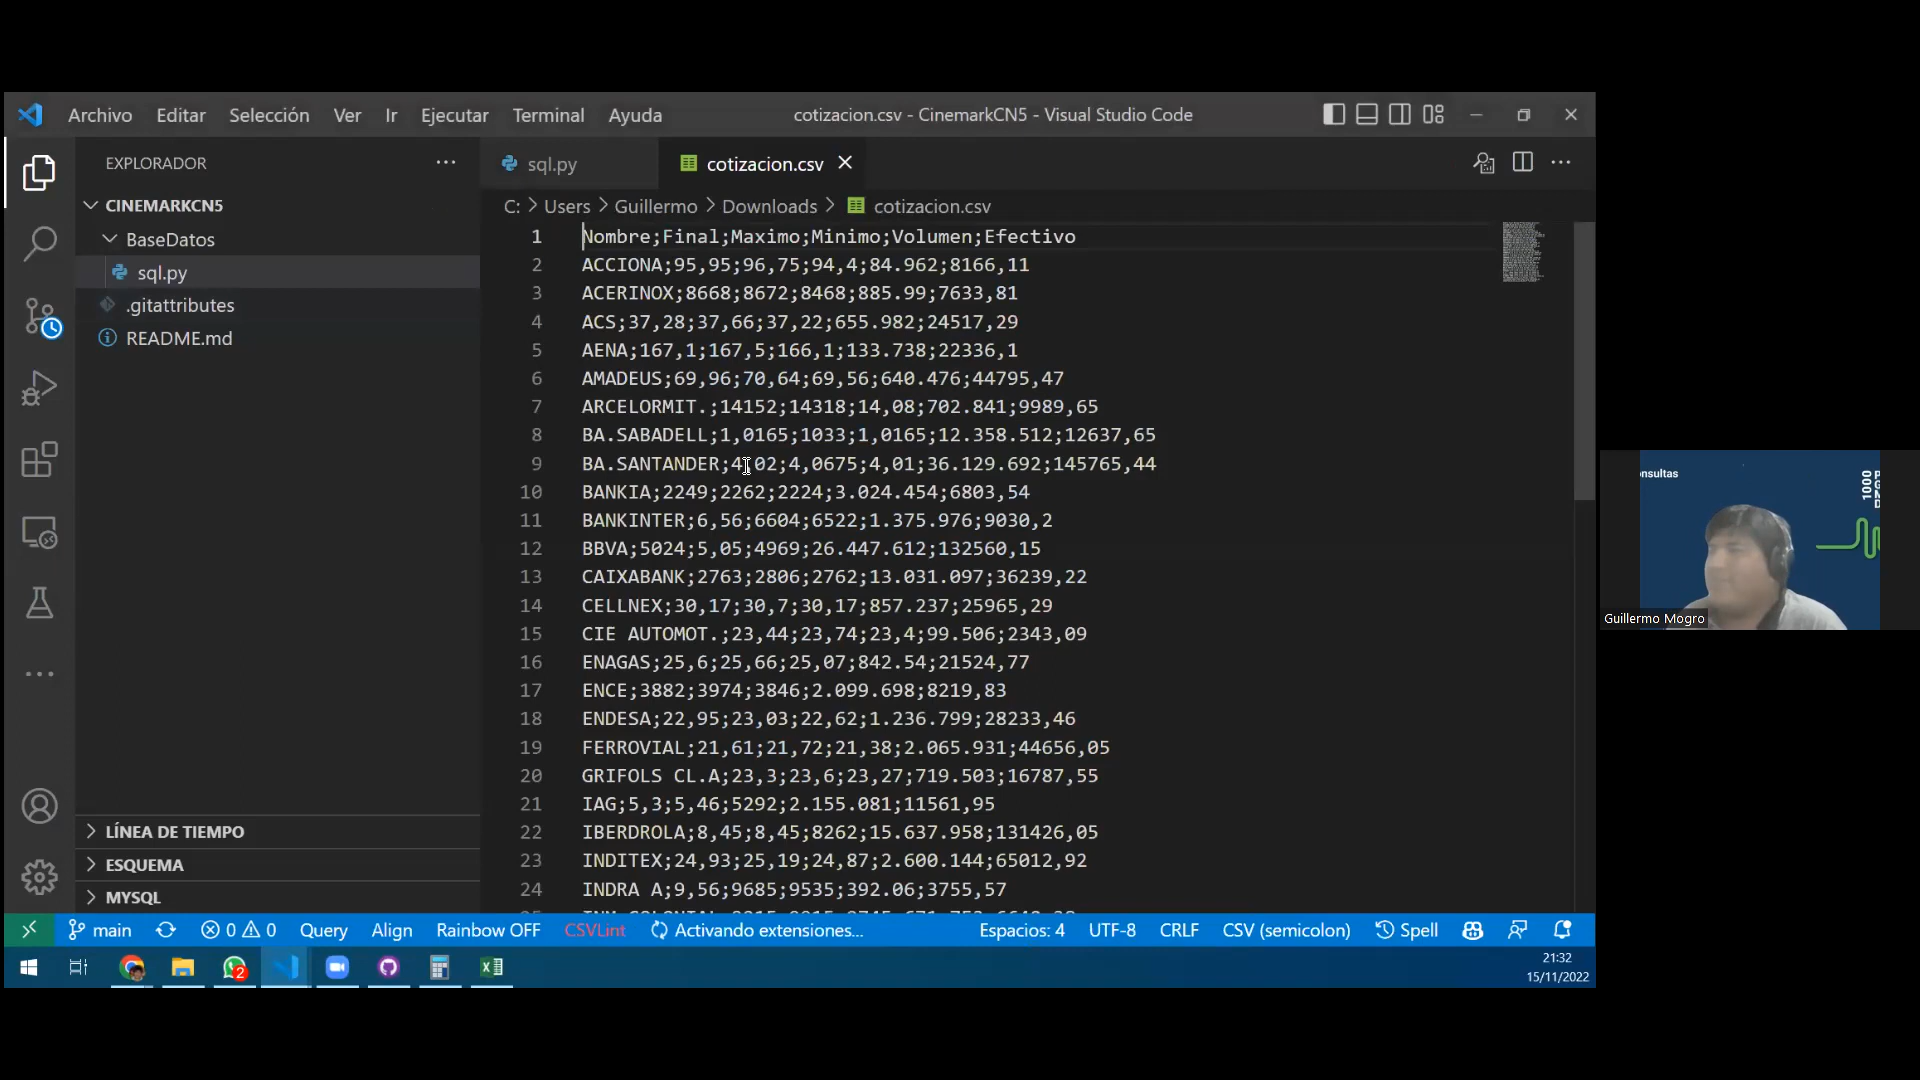 Archivo Editar Selección Ver Ir Ejecutar Terminal Ayuda cotizacion.csv - CinemarkCN5 - Visual Studio Code
EXPLORADOR
CINEMARKCN5
BaseDatos
sql.py
.gitattributes
README.md
LÍNEA DE TIEMPO
ESQUEMA
MYSQL
sql.py cotizacion.csv
C: > Users > Guillermo > Downloads > cotizacion.csv
1 Nombre;Final;Maximo;Minimo;Volumen;Efectivo
2 ACCIONA;95,95;96,75;94,4;84.962;8166,11
3 ACERINOX;8668;8672;8468;885.99;7633,81
4 ACS;37,28;37,66;37,22;655.982;24517,29
5 AENA;167,1;167,5;166,1;133.738;22336,1
6 AMADEUS;69,96;70,64;69,56;640.476;44795,47
7 ARCELORMIT.;14152;14318;14,08;702.841;9989,65
8 BA.SABADELL;1,0165;1033;1,0165;12.358.512;12637,65
9 BA.SANTANDER;4,02;4,0675;4,01;36.129.692;145765,44
10 BANKIA;2249;2262;2224;3.024.454;6803,54
11 BANKINTER;6,56;6604;6522;1.375.976;9030,2
12 BBVA;5024;5,05;4969;26.447.612;132560,15
13 CAIXABANK;2763;2806;2762;13.031.097;36239,22
14 CELLNEX;30,17;30,7;30,17;857.237;25965,29
15 CIE AUTOMOT.;23,44;23,74;23,4;99.506;2343,09
16 ENAGAS;25,6;25,66;25,07;842.54;21524,77
17 ENCE;3882;3974;3846;2.099.698;8219,83
18 ENDESA;22,95;23,03;22,62;1.236.799;28233,46
19 FERROVIAL;21,61;21,72;21,38;2.065.931;44656,05
20 GRIFOLS CL.A;23,3;23,6;23,27;719.503;16787,55
21 IAG;5,3;5,46;5292;2.155.081;11561,95
22 IBERDROLA;8,45;8,45;8262;15.637.958;131426,05
23 INDITEX;24,93;25,19;24,87;2.600.144;65012,92
24 INDRA A;9,56;9685;9535;392.06;3755,57
main 0 0 Query Align Rainbow OFF CSVLint Activando extensiones... Espacios: 4 UTF-8 CRLF CSV (semicolon) Spell
2
21:32
15/11/2022
onsultas
1000
Guillermo Mogro